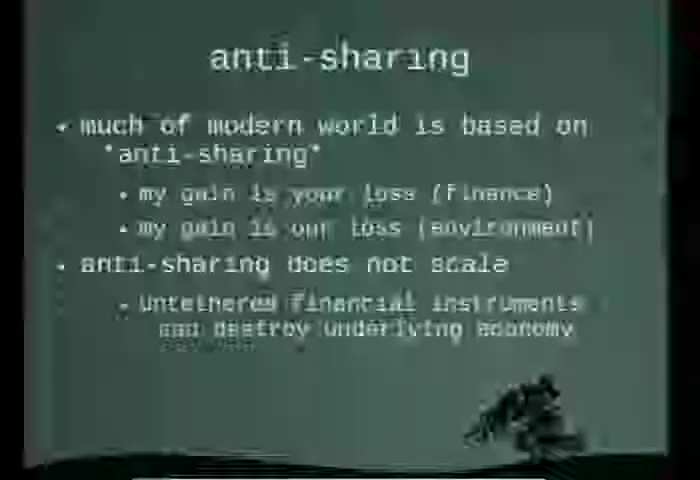 anti-sharing
• much of modern world is based on
"anti-sharing"
• my gain is your loss (finance)
• my gain is our loss (environment)
• anti-sharing does not scale
• untethered financial instruments
can destroy underlying economy